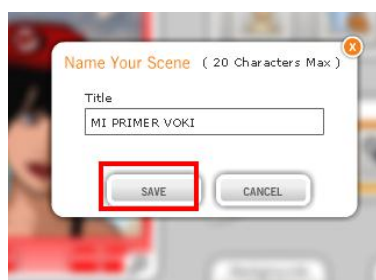 Name Your Scene ( 20 Characters Max )
Title
MI PRIMER VOKI
SAVE
CANCEL